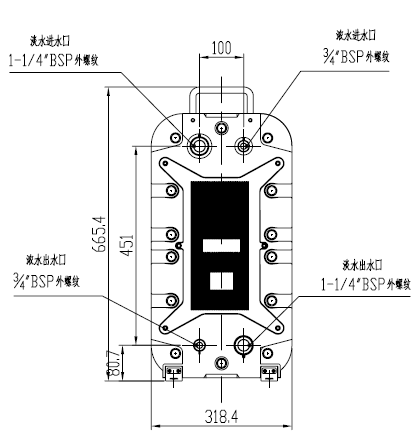 淡水进水口
1-1/4"BSP外螺纹
100
浓水进水口
3/4"BSP外螺纹
665.4
451
浓水出水口
3/4"BSP外螺纹
淡水出水口
1-1/4"BSP外螺纹
80.7
318.4